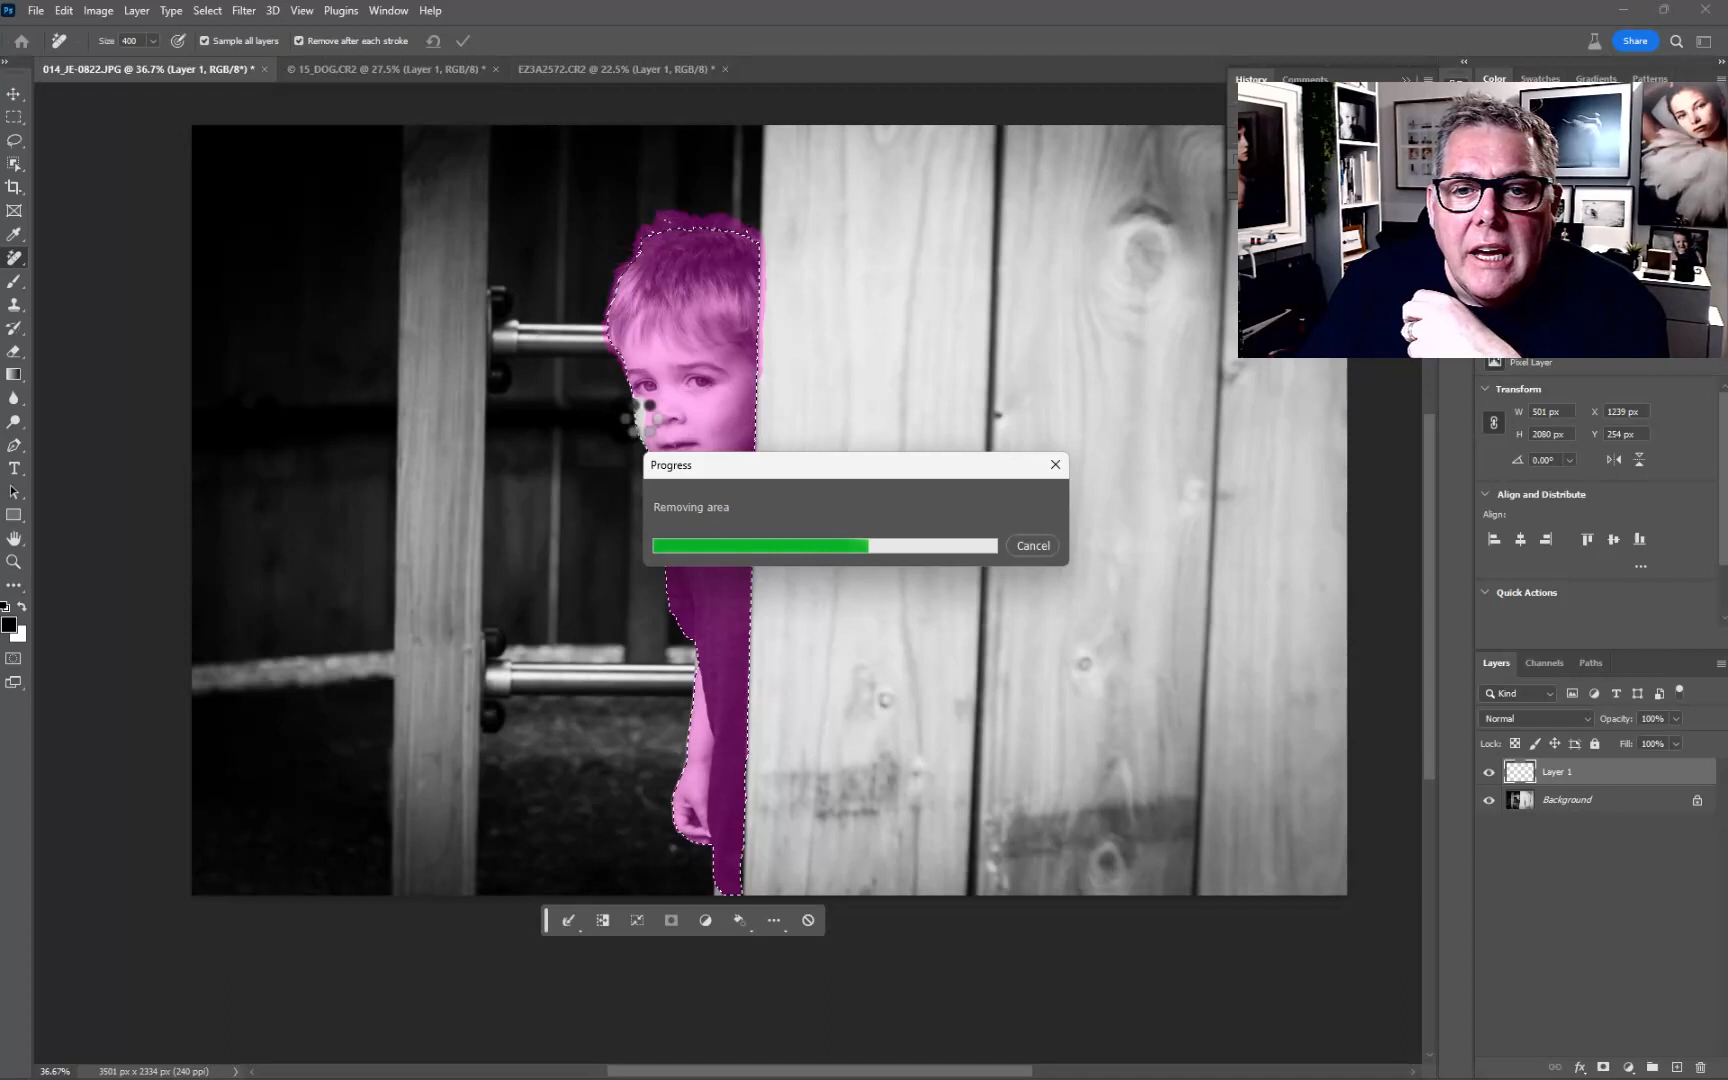 Ps File Edit Image Layer Type Select Filter 3D View Plugins Window Help
Size 400 Sample all layers Remove after each stroke Share
014_JE-0822.JPG @ 36.7% (Layer 1, RGB/8*) * × © 15_DOG.CR2 @ 27.5% (Layer 1, RGB/8) * × EZ3A2572.CR2 @ 22.5% (Layer 1, RGB/8*) * ×
History Comments Color Swatches Gradients Patterns
Pixel Layer
Transform
W 501 px X 1239 px
H 2080 px Y 254 px
0.00°
Align and Distribute
Align:
Progress
Removing area
Cancel
Quick Actions
Layers Channels Paths
Kind
Normal Opacity: 100%
Lock: Fill: 100%
Layer 1
Background
fx
36.67% 3501 px x 2334 px (240 ppi)